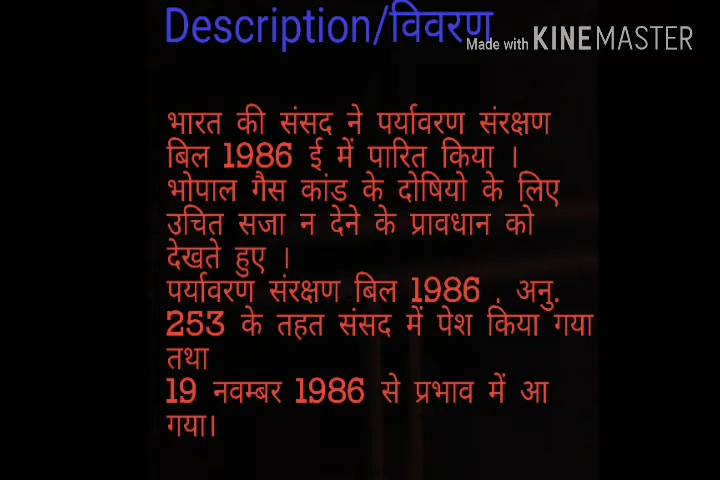 Description/विवरण
Made with KINEMASTER
भारत की संसद ने पर्यावरण संरक्षण
बिल 1986 ई में पारित किया ।
भोपाल गैस कांड के दोषियो के लिए
उचित सजा न देने के प्रावधान को
देखते हुए ।
पर्यावरण संरक्षण बिल 1986 . अनु.
253 के तहत संसद में पेश किया गया
तथा
19 नवम्बर 1986 से प्रभाव में आ
गया।